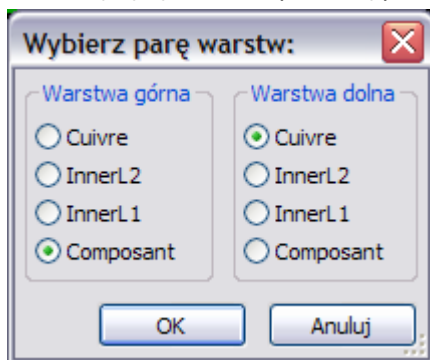 Wybierz parę warstw:
Warstwa górna
Cuivre
InnerL2
InnerL1
Composant
Warstwa dolna
Cuivre
InnerL2
InnerL1
Composant
OK
Anuluj